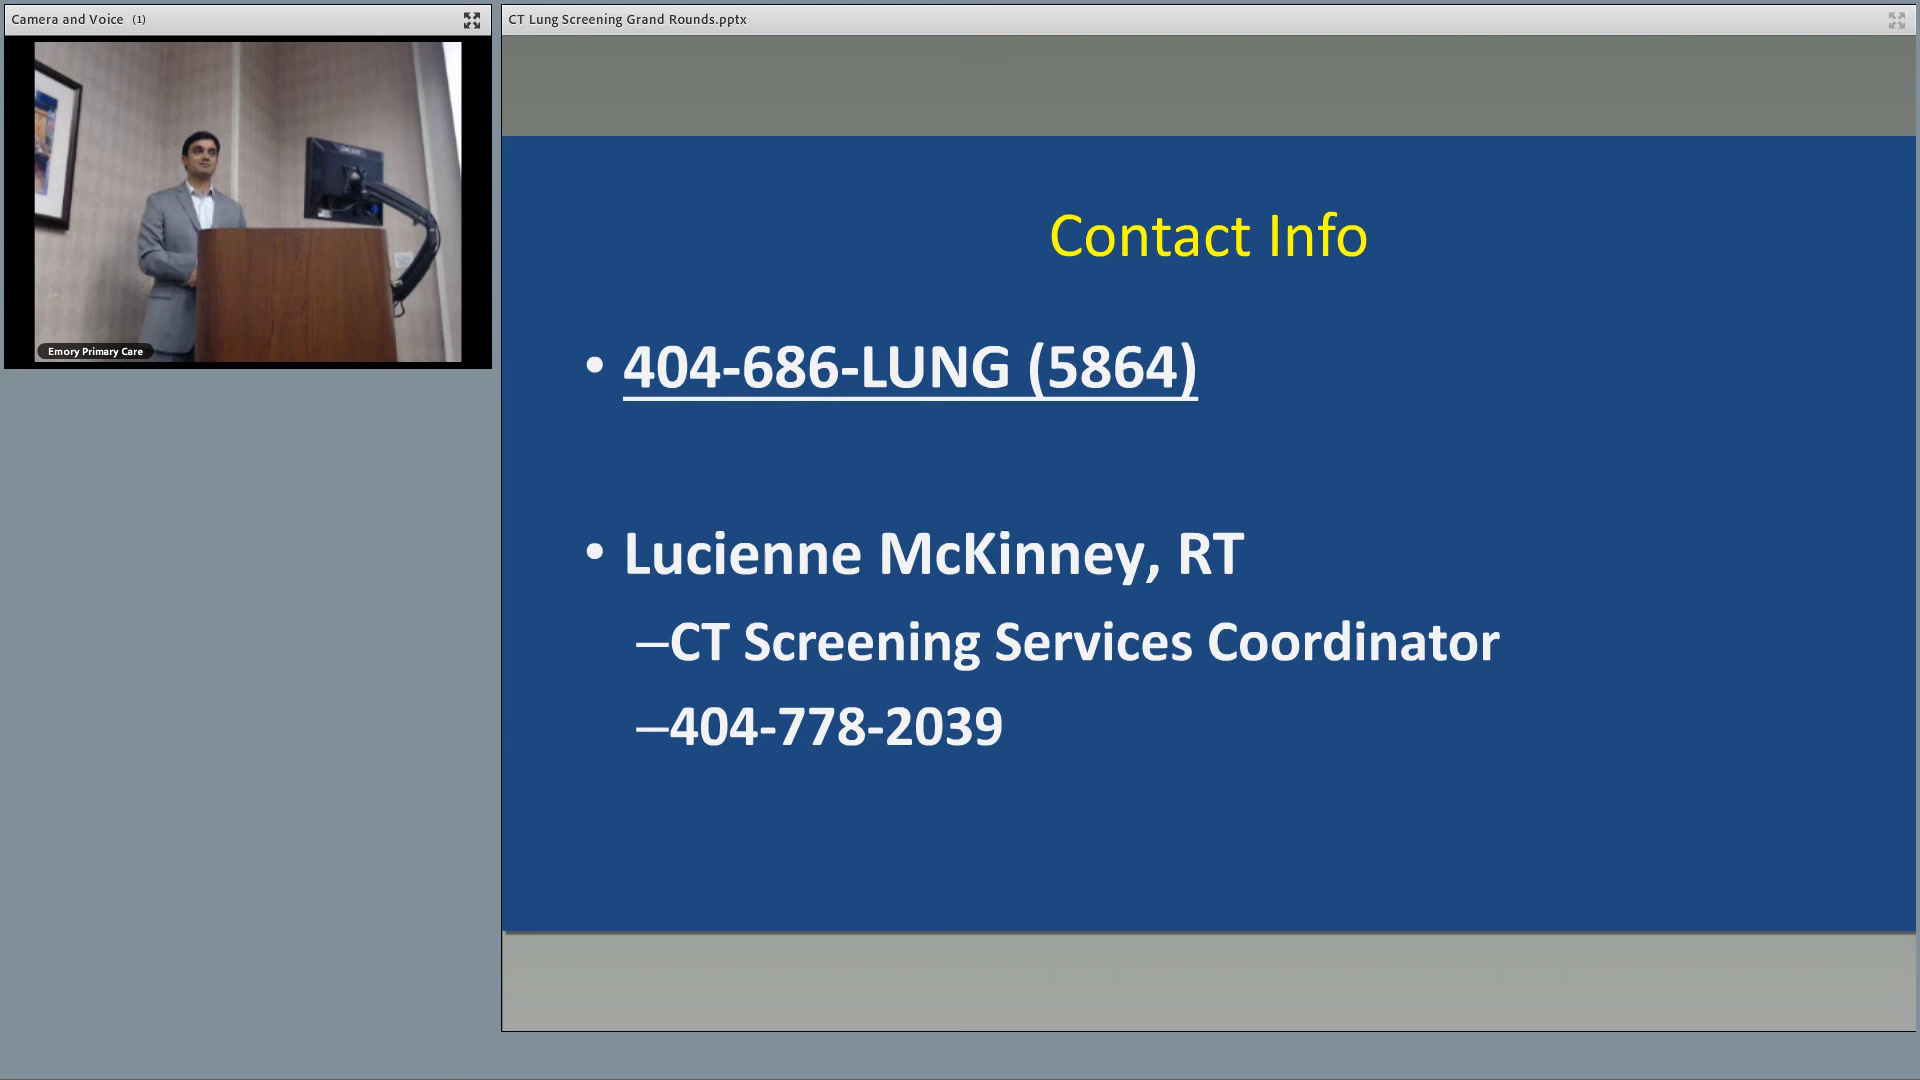 Camera and Voice (1)
Emory Primary Care
CT Lung Screening Grand Rounds.pptx
Contact Info
• 404-686-LUNG (5864)
• Lucienne McKinney, RT
–CT Screening Services Coordinator
–404-778-2039